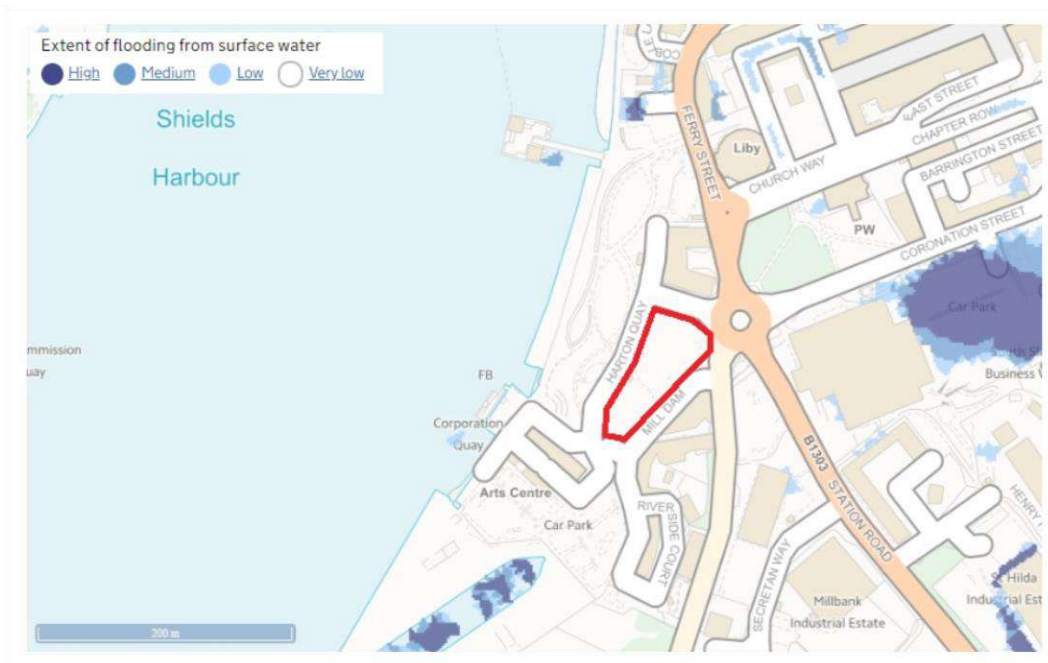 Extent of flooding from surface water
High Medium Low Very low
Shields
Harbour
FERRY STREET
Liby
CHURCH WAY
EAST STREET
CHAPTER ROW
BARRINGTON STREET
PW
CORONATION STREET
Car Park
Business
HARTON QUAY
MILL DAM
FB
Corporation
Quay
Arts Centre
Car Park
RIVERSIDE COURT
B1303 STATION ROAD
SECRETAN WAY
Millbank
Industrial Estate
HENRY
St Hilda
Industrial Est
mmission
uay
200 m